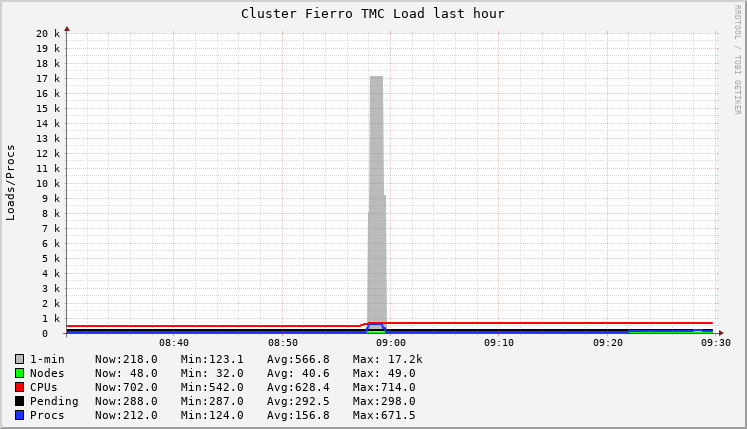 Cluster Fierro TMC Load last hour
RRDTOOL / TOBI OETIKER
Loads/Procs
20 k
19 k
18 k
17 k
16 k
15 k
14 k
13 k
12 k
11 k
10 k
9 k
8 k
7 k
6 k
5 k
4 k
3 k
2 k
1 k
0
08:40 08:50 09:00 09:10 09:20 09:30
1-min Now:218.0 Min:123.1 Avg:566.8 Max: 17.2k
Nodes Now: 48.0 Min: 32.0 Avg: 40.6 Max: 49.0
CPUs Now:702.0 Min:542.0 Avg:628.4 Max:714.0
Pending Now:288.0 Min:287.0 Avg:292.5 Max:298.0
Procs Now:212.0 Min:124.0 Avg:156.8 Max:671.5